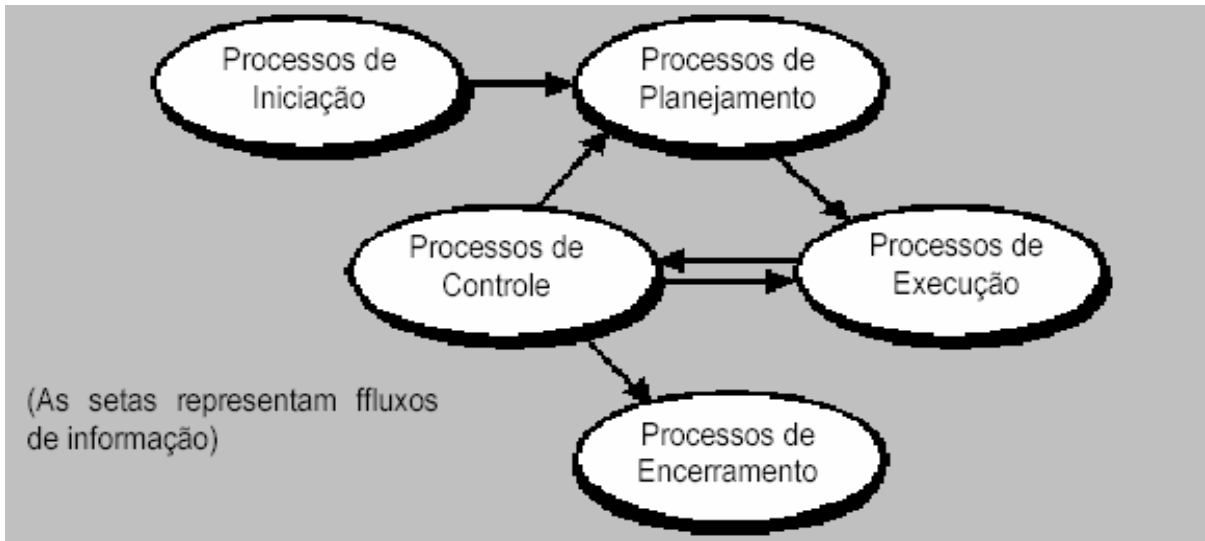 Processos de
Iniciação
Processos de
Planejamento
Processos de
Controle
Processos de
Execução
(As setas representam ffluxos
de informação)
Processos de
Encerramento